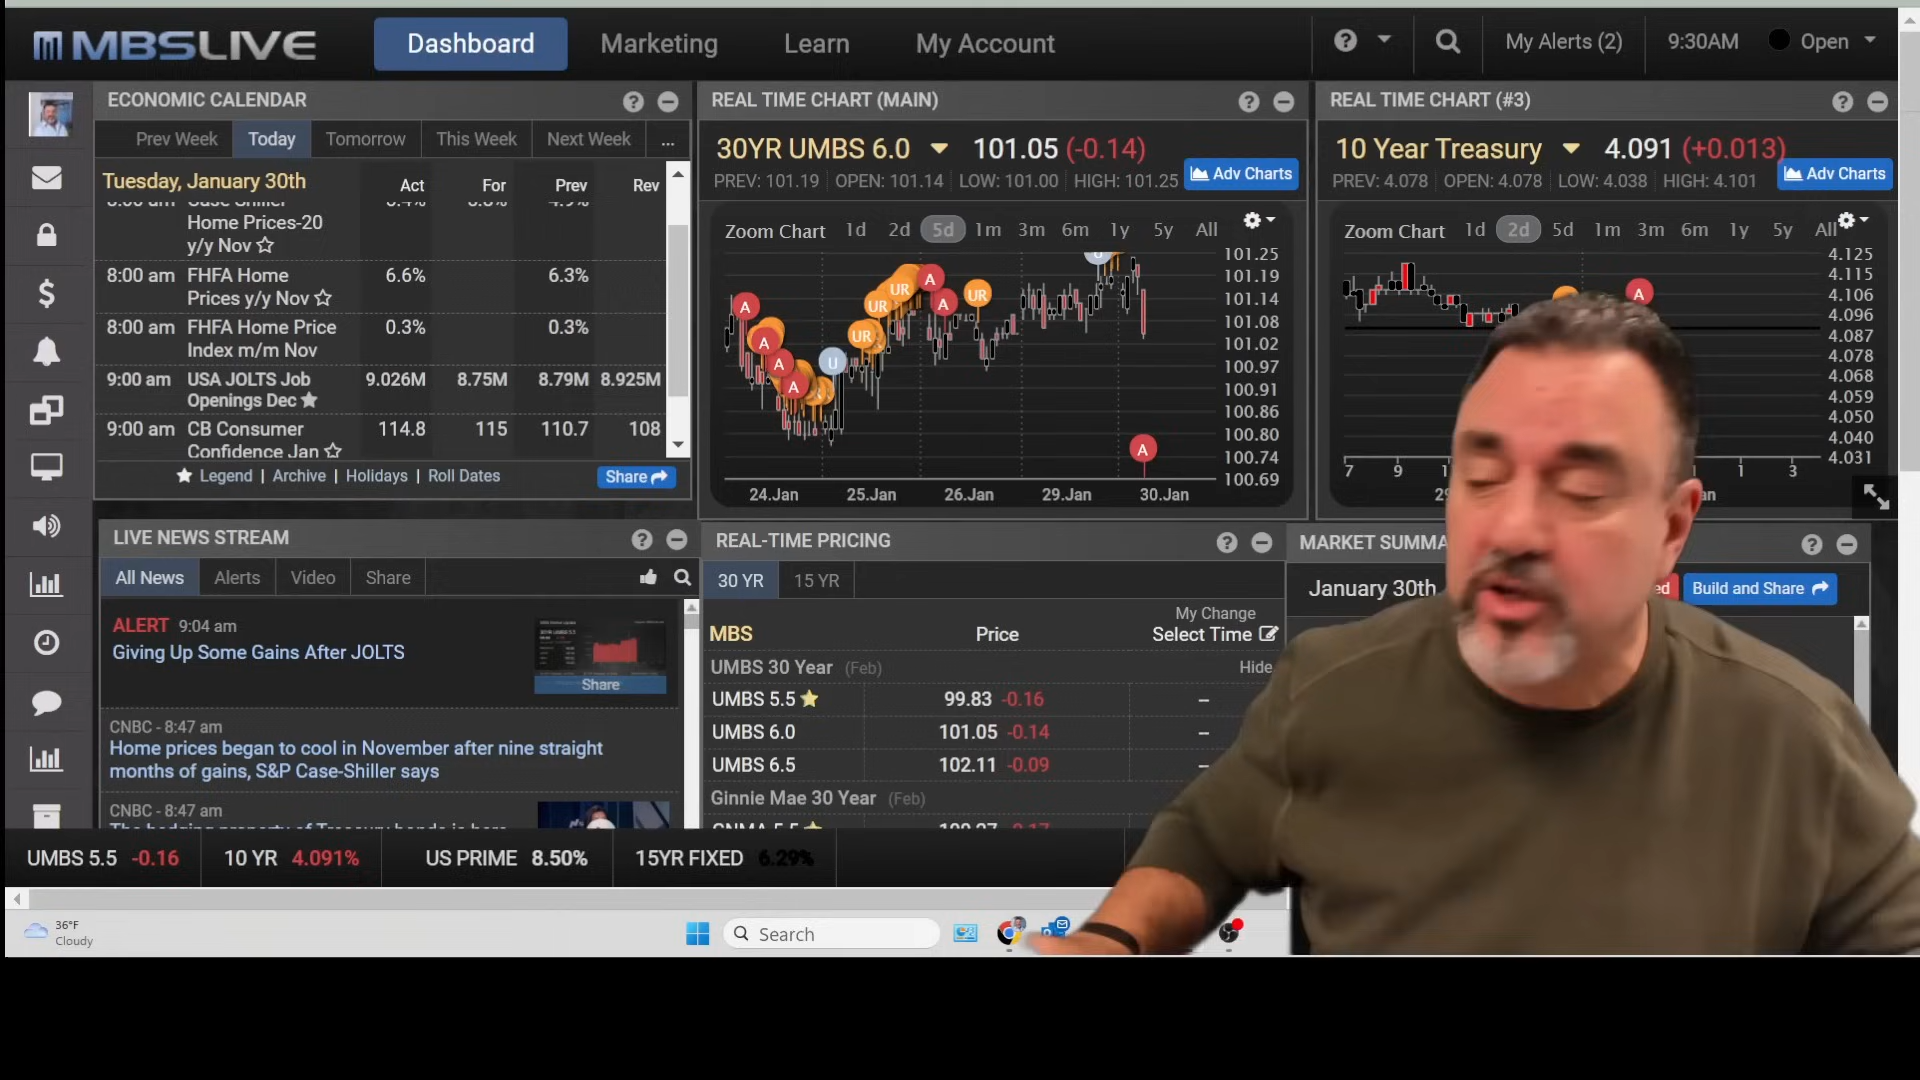 MBSLIVE
Dashboard
Marketing
Learn
My Account
My Alerts (2)
9:30AM
Open
ECONOMIC CALENDAR
Prev Week
Today
Tomorrow
This Week
Next Week
...
Tuesday, January 30th
Act
For
Prev
Rev
Home Prices-20
y/y Nov
8:00 am
FHFA Home
Prices y/y Nov
6.6%
6.3%
8:00 am
FHFA Home Price
Index m/m Nov
0.3%
0.3%
9:00 am
USA JOLTS Job
Openings Dec
9.026M
8.75M
8.79M
8.925M
9:00 am
CB Consumer
Confidence Jan
114.8
115
110.7
108
Legend | Archive | Holidays | Roll Dates
Share
REAL TIME CHART (MAIN)
30YR UMBS 6.0
101.05 (-0.14)
PREV: 101.19 | OPEN: 101.14 | LOW: 101.00 | HIGH: 101.25
Adv Charts
Zoom Chart
1d
2d
5d
1m
3m
6m
1y
5y
All
A
A
A
A
U
UR
UR
UR
A
A
UR
U
A
101.25
101.19
101.14
101.08
101.02
100.97
100.91
100.86
100.80
100.74
100.69
24.Jan
25.Jan
26.Jan
29.Jan
30.Jan
REAL TIME CHART (#3)
10 Year Treasury
4.091 (+0.013)
PREV: 4.078 | OPEN: 4.078 | LOW: 4.038 | HIGH: 4.101
Adv Charts
Zoom Chart
1d
2d
5d
1m
3m
6m
1y
5y
All
A
4.125
4.115
4.106
4.096
4.087
4.078
4.068
4.059
4.050
4.040
4.031
7
9
1
3
LIVE NEWS STREAM
All News
Alerts
Video
Share
ALERT 9:04 am
Giving Up Some Gains After JOLTS
Share
CNBC - 8:47 am
Home prices began to cool in November after nine straight
months of gains, S&P Case-Shiller says
CNBC - 8:47 am
REAL-TIME PRICING
30 YR
15 YR
My Change
MBS
Price
Select Time
UMBS 30 Year (Feb)
Hide
UMBS 5.5
99.83 -0.16
--
UMBS 6.0
101.05 -0.14
--
UMBS 6.5
102.11 -0.09
--
Ginnie Mae 30 Year (Feb)
MARKET SUMMA
January 30th
ed
Build and Share
UMBS 5.5 -0.16
10 YR 4.091%
US PRIME 8.50%
15YR FIXED 6.29%
36°F
Cloudy
Search